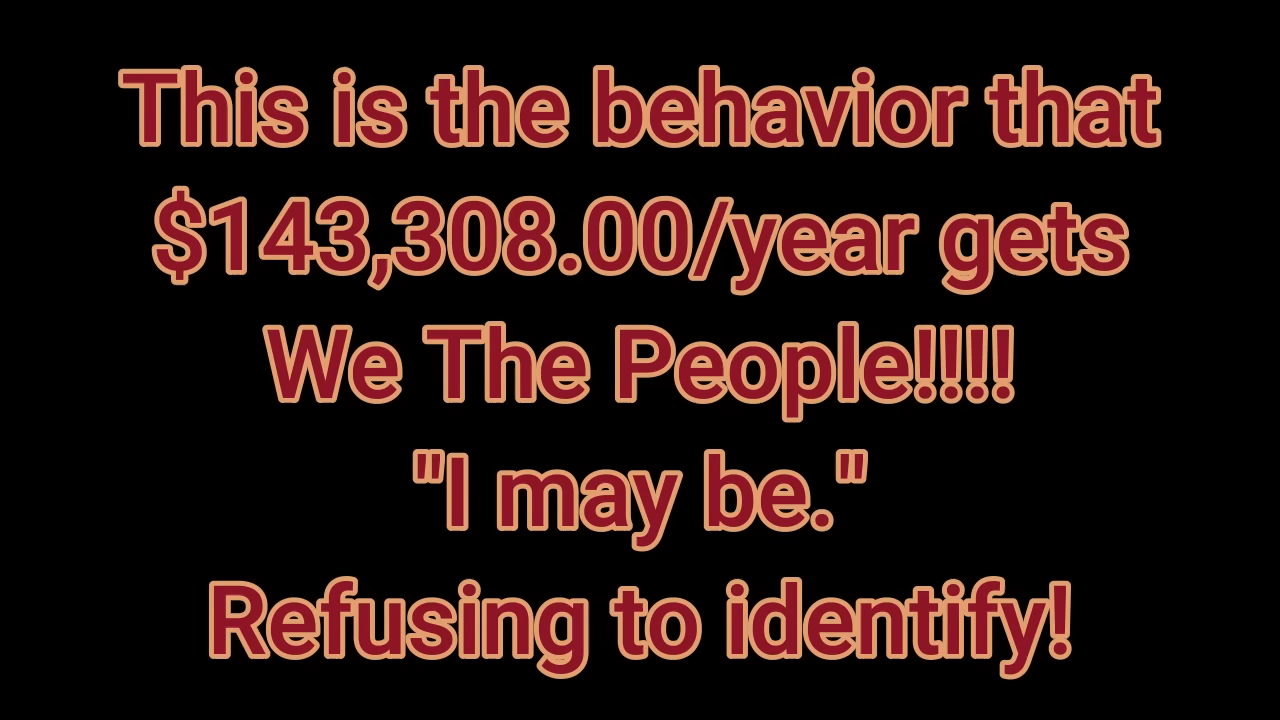 This is the behavior that
$143,308.00/year gets
We The People!!!!
"I may be."
Refusing to identify!